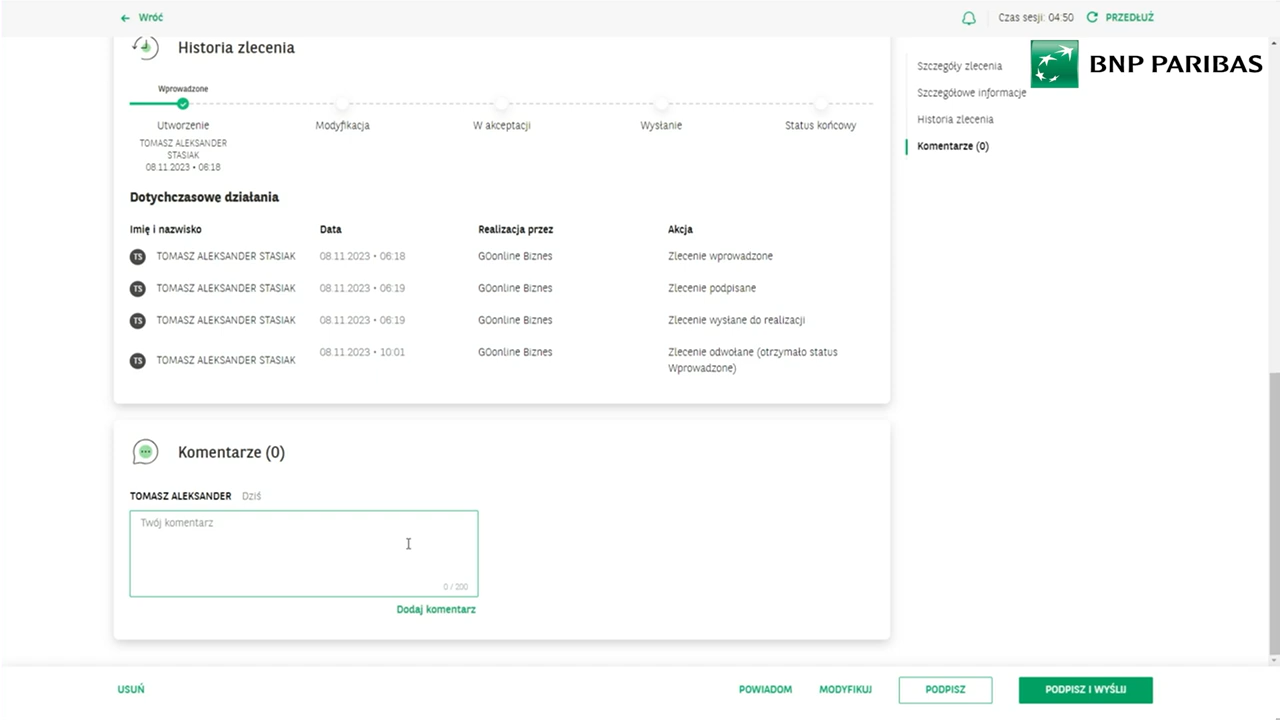 Wróć
Czas sesji: 04:50 PRZEDŁUŻ
Historia zlecenia
BNP PARIBAS
Szczegóły zlecenia
Szczegółowe informacje
Historia zlecenia
Komentarze (0)
Wprowadzone
Utworzenie Modyfikacja W akceptacji Wysłanie Status końcowy
TOMASZ ALEKSANDER
STASIAK
08.11.2023 • 06:18
Dotychczasowe działania
Imię i nazwisko Data Realizacja przez Akcja
TS TOMASZ ALEKSANDER STASIAK 08.11.2023 • 06:18 GOonline Biznes Zlecenie wprowadzone
TS TOMASZ ALEKSANDER STASIAK 08.11.2023 • 06:19 GOonline Biznes Zlecenie podpisane
TS TOMASZ ALEKSANDER STASIAK 08.11.2023 • 06:19 GOonline Biznes Zlecenie wysłane do realizacji
TS TOMASZ ALEKSANDER STASIAK 08.11.2023 • 10:01 GOonline Biznes Zlecenie odwołane (otrzymało status
Wprowadzone)
Komentarze (0)
TOMASZ ALEKSANDER Dziś
Twój komentarz
0 / 200
Dodaj komentarz
USUŃ POWIADOM MODYFIKUJ PODPISZ PODPISZ I WYŚLIJ